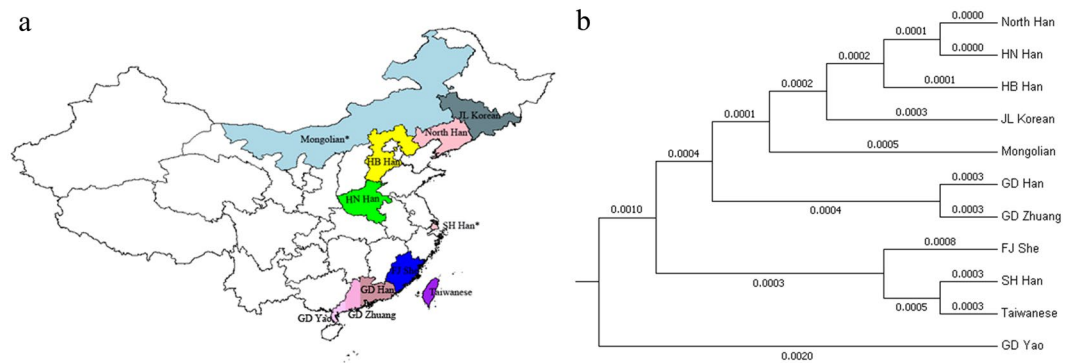 a
JL Korean
North Han
Mongolian*
HB Han
HN Han
SH Han*
FJ She
GD Han
Taiwanese
GD Yao
GD Zhuang
b
0.0000
North Han
0.0001
0.0000
HN Han
0.0002
0.0001
HB Han
0.0002
0.0003
JL Korean
0.0001
0.0005
Mongolian
0.0004
0.0003
GD Han
0.0004
0.0003
GD Zhuang
0.0010
0.0008
FJ She
0.0003
0.0003
SH Han
0.0005
0.0003
Taiwanese
0.0020
GD Yao